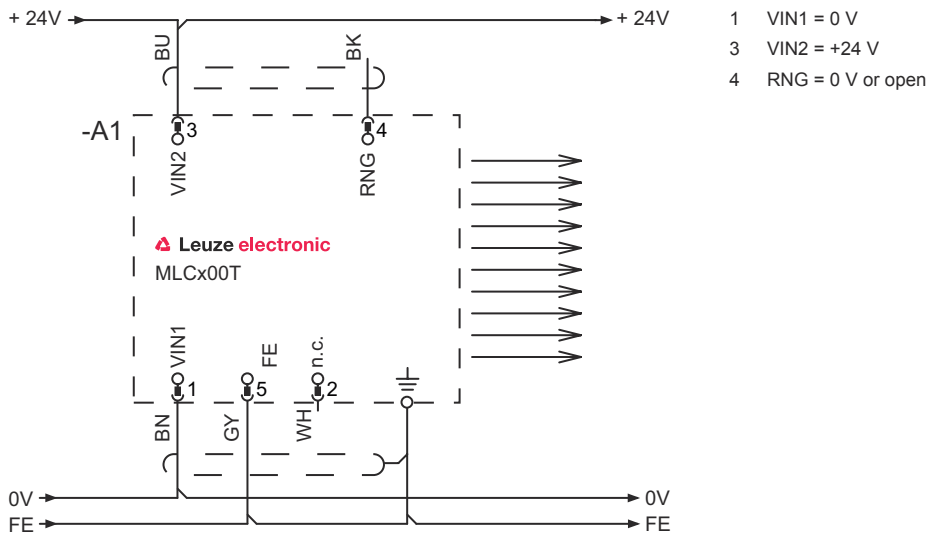 + 24V
+ 24V
1 VIN1 = 0 V
3 VIN2 = +24 V
4 RNG = 0 V or open
BU
BK
-A1
3
4
VIN2
RNG
Leuze electronic
MLCx00T
VIN1
FE
n.c.
1
5
2
BN
GY
WH
0V
0V
FE
FE